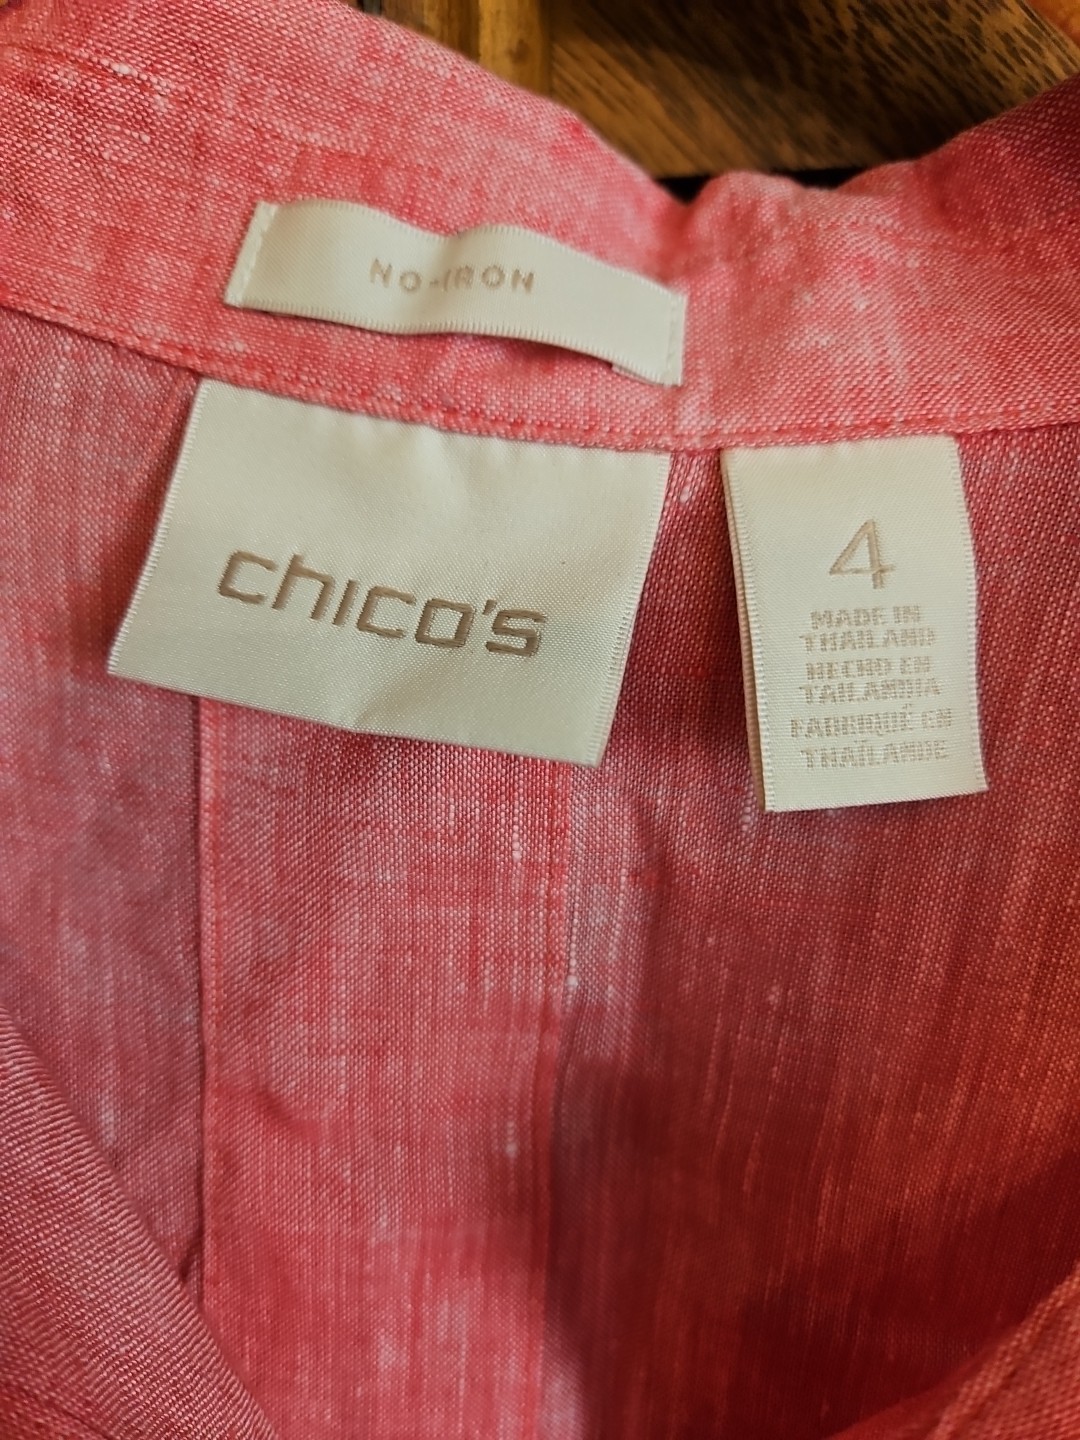 NO-IRON
chico's
4
MADE IN
THAILAND
HECHO EN
TAILANDIA
FABRIQUÉ EN
THAÏLANDE